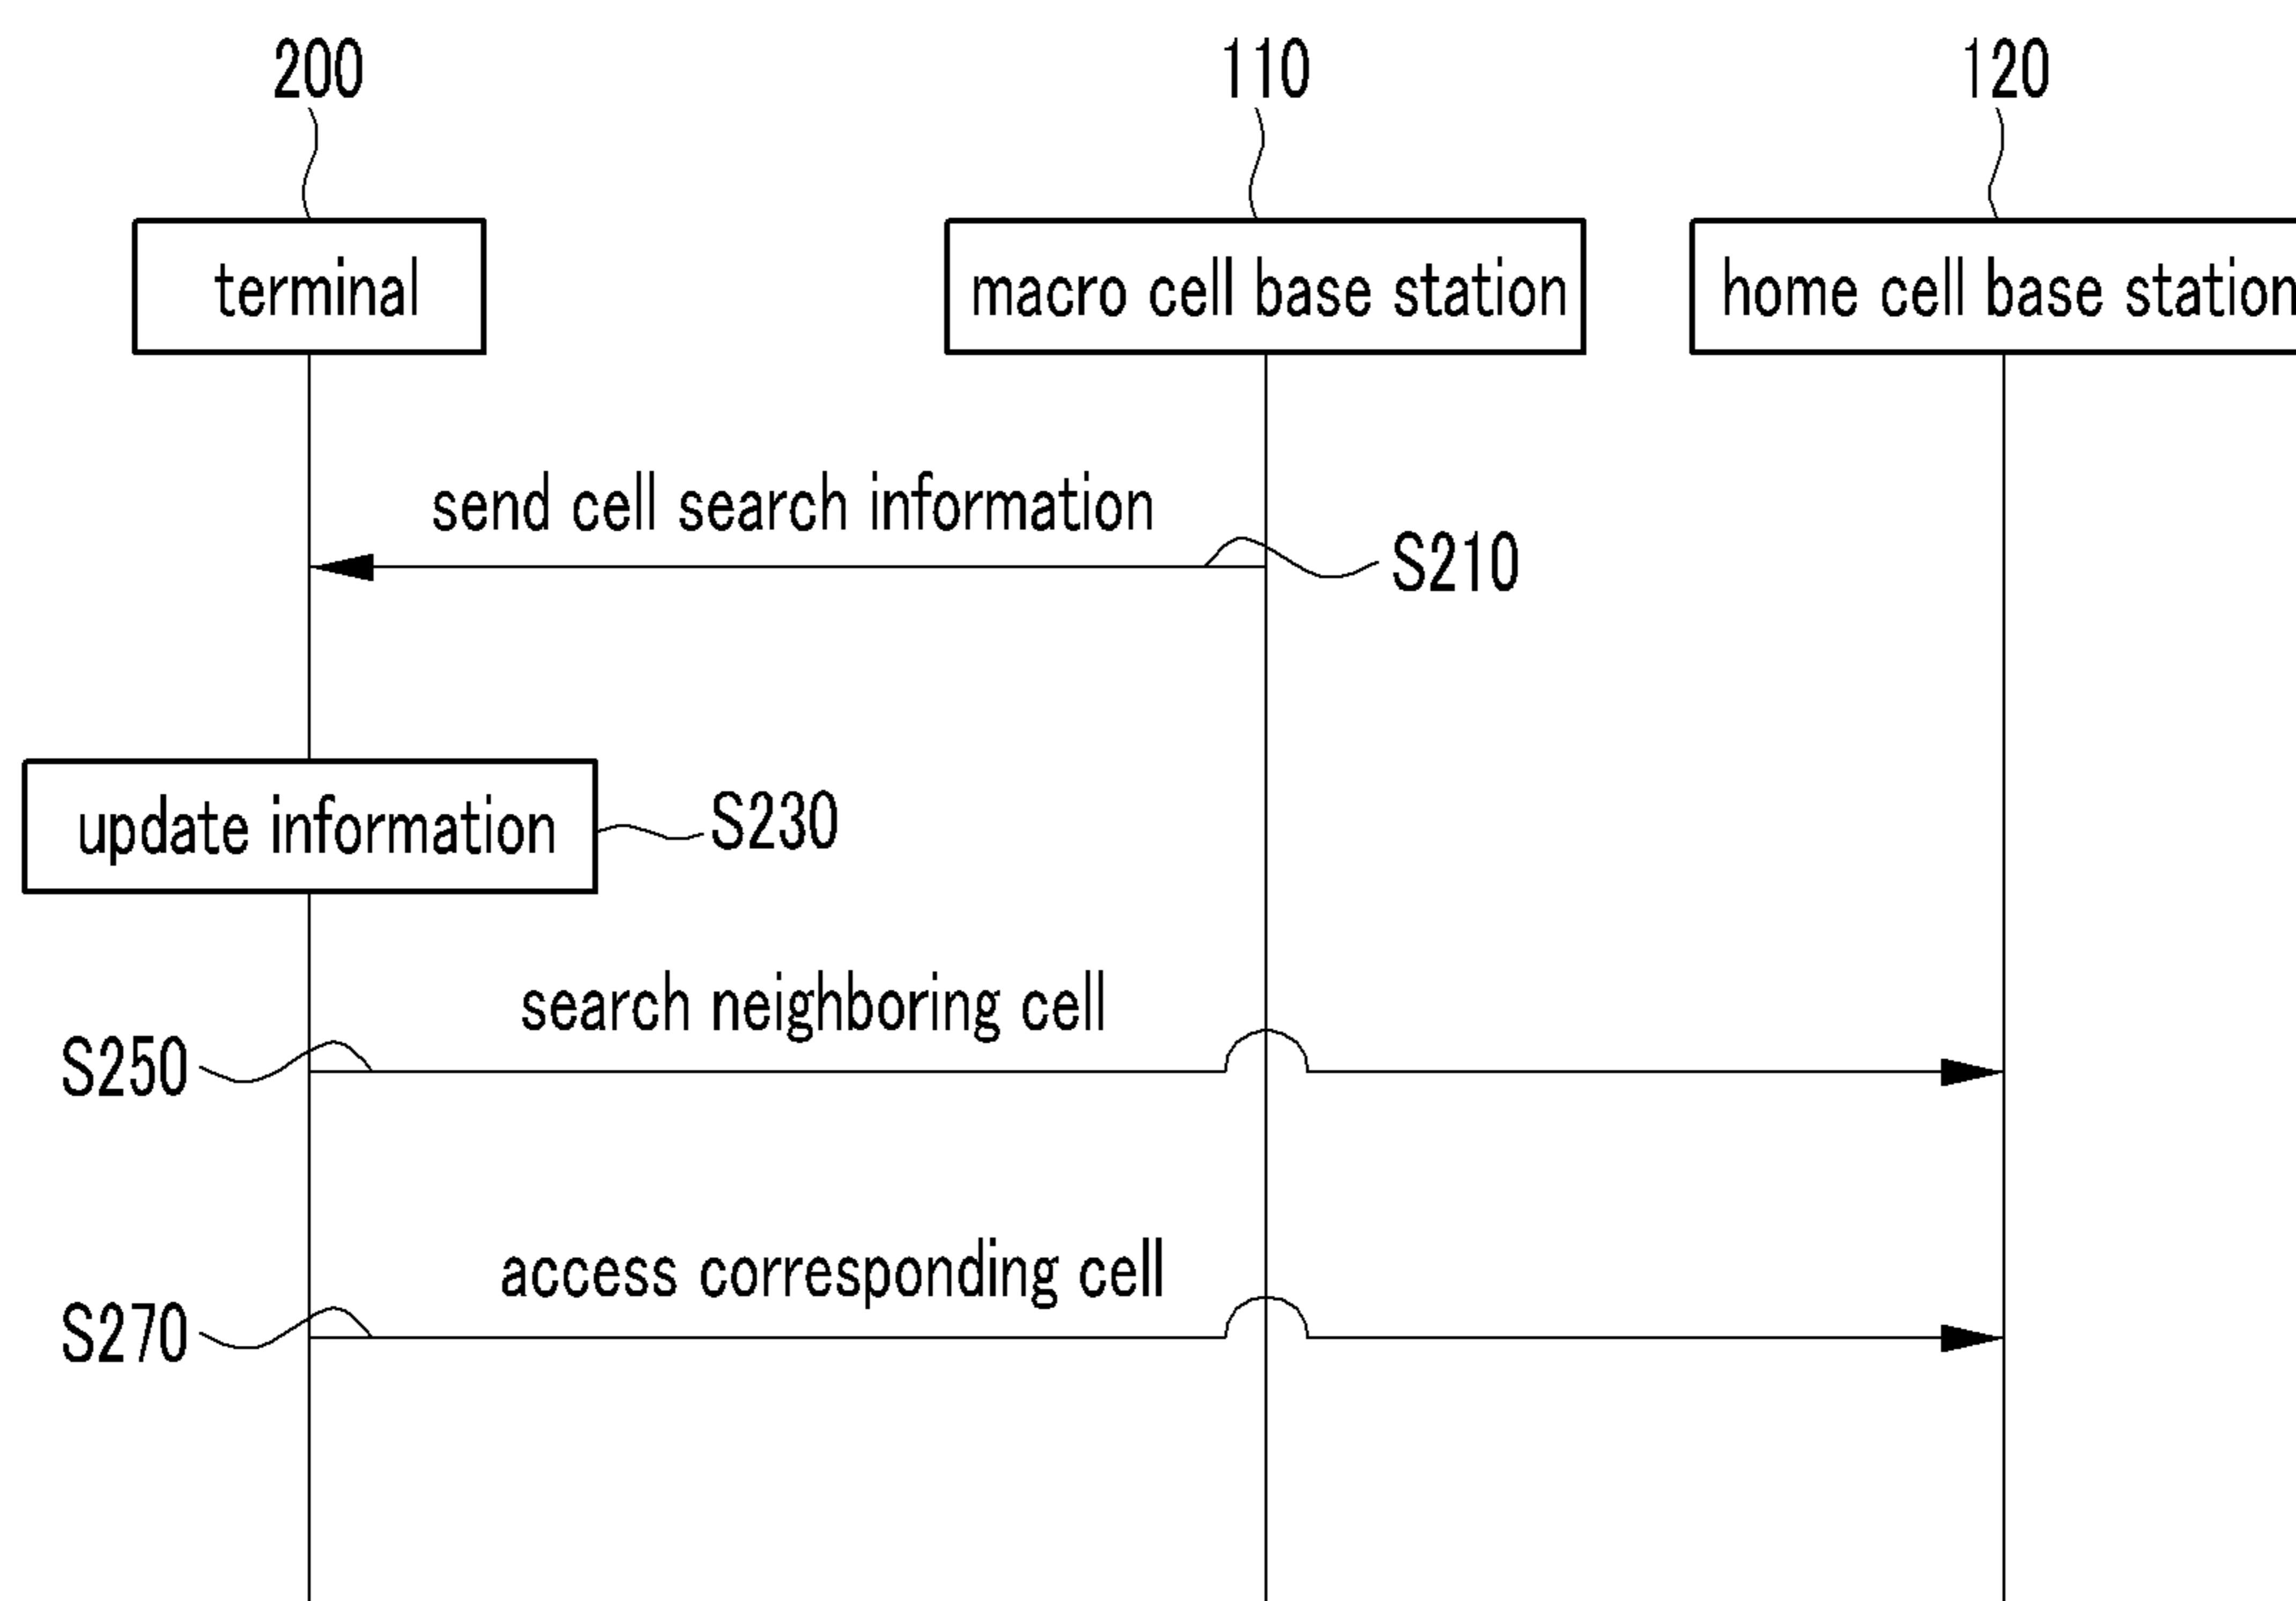 200
110
120
terminal
macro cell base station
home cell base station
send cell search information
S210
update information
S230
search neighboring cell
S250
access corresponding cell
S270